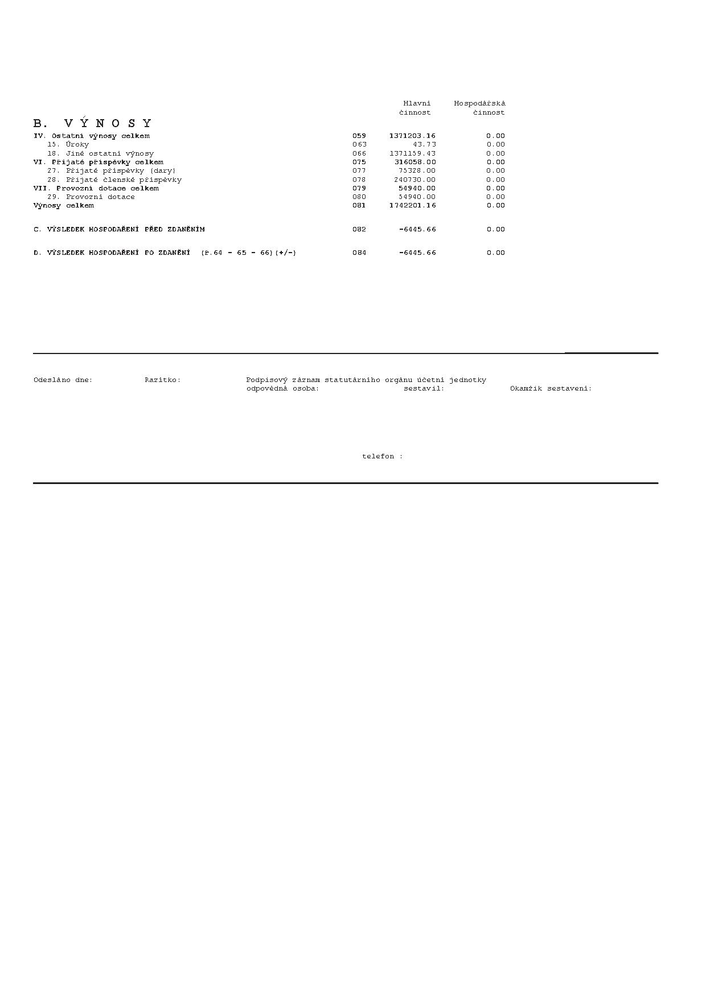 Hlavní Hospodářská
činnost činnost
B. V Ý N O S Y
IV. Ostatní výnosy celkem 059 1371203.16 0.00
15. Úroky 063 43.73 0.00
18. Jiné ostatní výnosy 066 1371159.43 0.00
VI. Přijaté příspěvky celkem 075 316058.00 0.00
27. Přijaté příspěvky (dary) 077 75328.00 0.00
28. Přijaté členské příspěvky 078 240730.00 0.00
VII. Provozní dotace celkem 079 54940.00 0.00
29. Provozní dotace 080 54940.00 0.00
Výnosy celkem 081 1742201.16 0.00
C. VÝSLEDEK HOSPODAŘENÍ PŘED ZDANĚNÍM 082 -6445.66 0.00
D. VÝSLEDEK HOSPODAŘENÍ PO ZDANĚNÍ (ř.64 - 65 - 66)(+/-) 084 -6445.66 0.00
Odesláno dne: Razítko: Podpisový záznam statutárního orgánu účetní jednotky
odpovědná osoba: sestavil: Okamžik sestavení:
telefon :